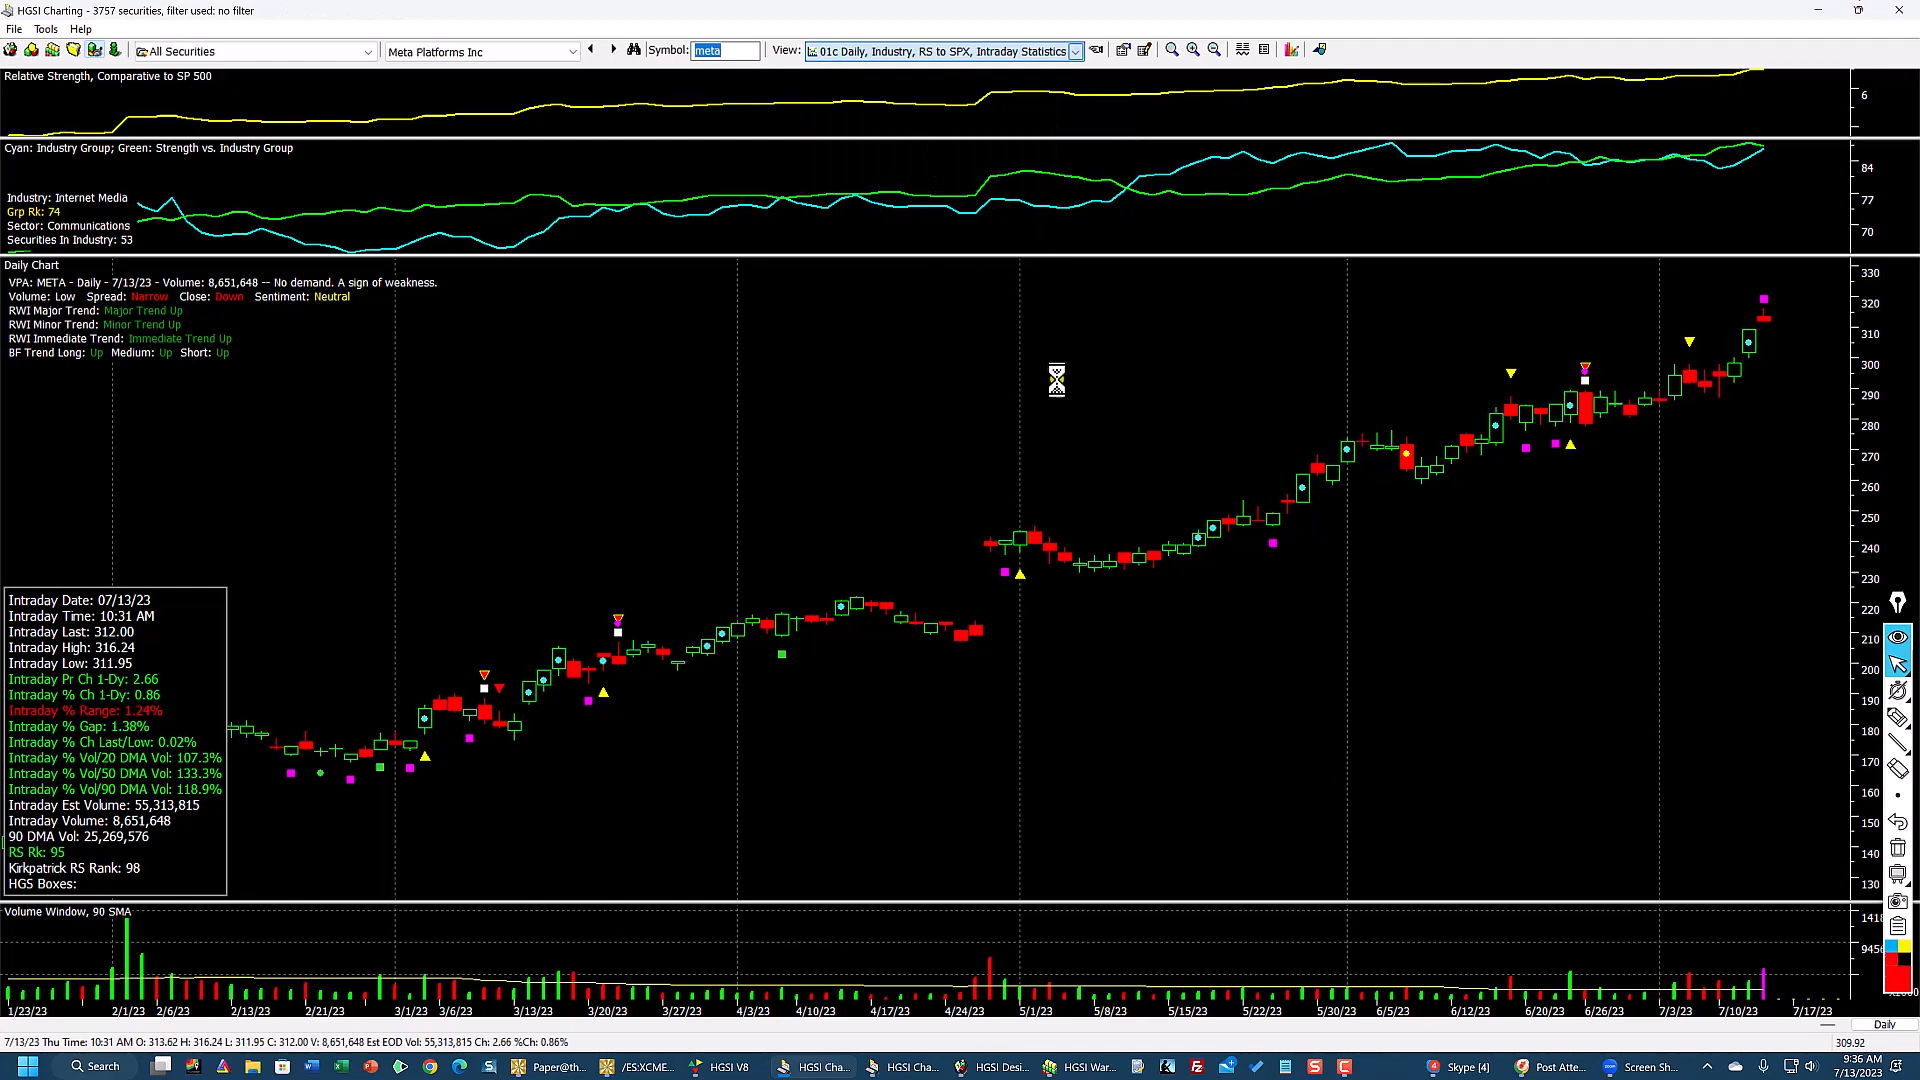 HGSI Charting - 3757 securities, filter used: no filter
File Tools Help
All Securities
Meta Platforms Inc
Symbol: meta
View: 01c Daily, Industry, RS to SPX, Intraday Statistics
Relative Strength, Comparative to SP 500
6
Cyan: Industry Group; Green: Strength vs. Industry Group
84
77
70
Industry: Internet Media
Grp Rk: 74
Sector: Communications
Securities In Industry: 53
Daily Chart
VPA: META - Daily - 7/13/23 - Volume: 8,651,648 -- No demand. A sign of weakness.
Volume: Low Spread: Narrow Close: Down Sentiment: Neutral
RWI Major Trend: Major Trend Up
RWI Minor Trend: Minor Trend Up
RWI Immediate Trend: Immediate Trend Up
BF Trend Long: Up Medium: Up Short: Up
330
320
310
300
290
280
270
260
250
240
230
220
210
200
190
180
170
160
150
140
130
Intraday Date: 07/13/23
Intraday Time: 10:31 AM
Intraday Last: 312.00
Intraday High: 316.24
Intraday Low: 311.95
Intraday Pr Ch 1-Dy: 2.66
Intraday % Ch 1-Dy: 0.86
Intraday % Range: 1.24%
Intraday % Gap: 1.38%
Intraday % Ch Last/Low: 0.02%
Intraday % Vol/20 DMA Vol: 107.3%
Intraday % Vol/50 DMA Vol: 133.3%
Intraday % Vol/90 DMA Vol: 118.9%
Intraday Est Volume: 55,313,815
Intraday Volume: 8,651,648
90 DMA Vol: 25,269,576
RS Rk: 95
Kirkpatrick RS Rank: 98
HGS Boxes:
Volume Window, 90 SMA
1/23/23 2/1/23 2/6/23 2/13/23 2/21/23 3/1/23 3/6/23 3/13/23 3/20/23 3/27/23 4/3/23 4/10/23 4/17/23 4/24/23 5/1/23 5/8/23 5/15/23 5/22/23 5/30/23 6/5/23 6/12/23 6/20/23 6/26/23 7/3/23 7/10/23 7/17/23
Daily
7/13/23 Thu Time: 10:31 AM O: 313.62 H: 316.24 L: 311.95 C: 312.00 V: 8,651,648 Est EOD Vol: 55,313,815 Ch: 2.66 %Ch: 0.86%
309.92
Search
Paper@th...
/ES:XCME...
HGSI V8
HGSI Cha...
HGSI Cha...
HGSI Desi...
HGSI War...
Skype [4]
Post Atte...
Screen Sh...
9:36 AM
7/13/2023